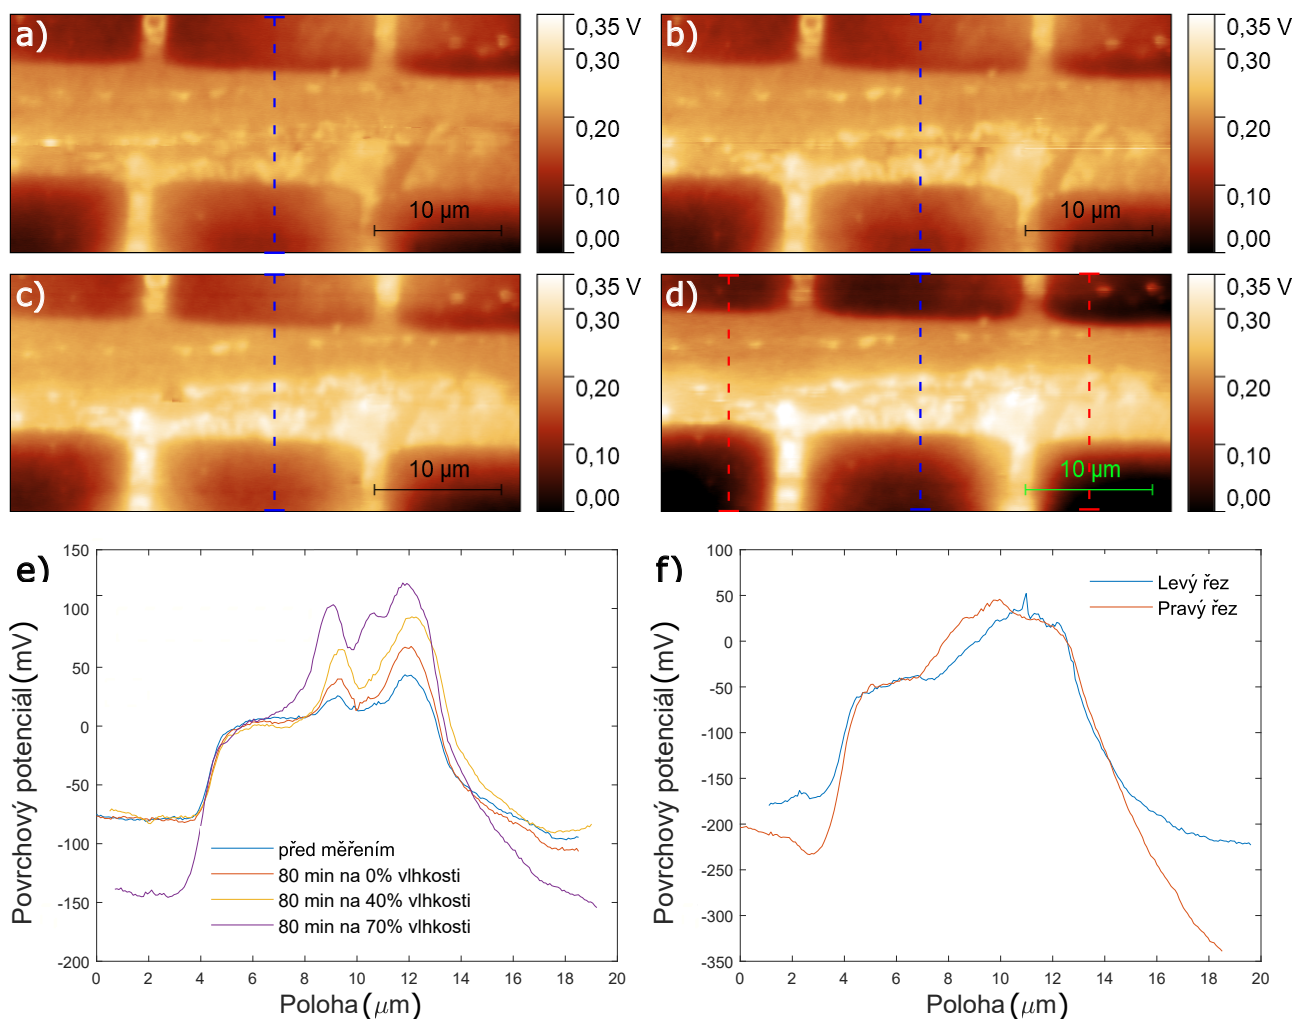 a)
0,35 V
0,30
0,20
0,10
0,00
10 µm
b)
0,35 V
0,30
0,20
0,10
0,00
10 µm
c)
0,35 V
0,30
0,20
0,10
0,00
10 µm
d)
0,35 V
0,30
0,20
0,10
0,00
10 µm
e)
Povrchový potenciál (mV)
150
100
50
0
-50
-100
-150
-200
před měřením
80 min na 0% vlhkosti
80 min na 40% vlhkosti
80 min na 70% vlhkosti
0 2 4 6 8 10 12 14 16 18 20
Poloha (µm)
f)
Povrchový potenciál (mV)
100
50
0
-50
-100
-150
-200
-250
-300
-350
Levý řez
Pravý řez
0 2 4 6 8 10 12 14 16 18 20
Poloha (µm)